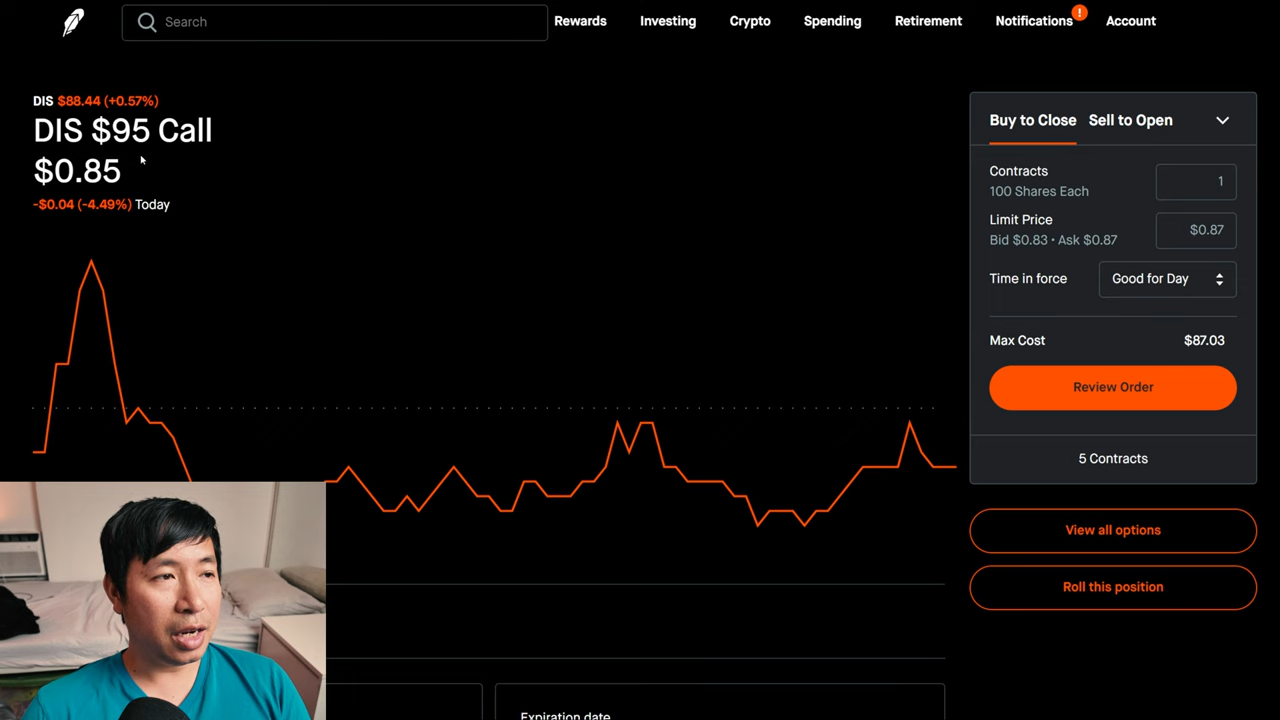 Search
Rewards
Investing
Crypto
Spending
Retirement
Notifications
!
Account
DIS $88.44 (+0.57%)
DIS $95 Call
$0.85
-$0.04 (-4.49%) Today
Buy to Close
Sell to Open
Contracts
1
100 Shares Each
Limit Price
$0.87
Bid $0.83 • Ask $0.87
Time in force
Good for Day
Max Cost
$87.03
Review Order
5 Contracts
View all options
Roll this position
Expiration date